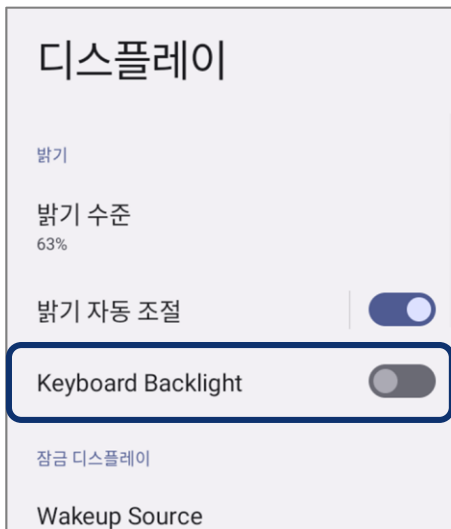 디스플레이
밝기
밝기 수준
63%
밝기 자동 조절
Keyboard Backlight
잠금 디스플레이
Wakeup Source